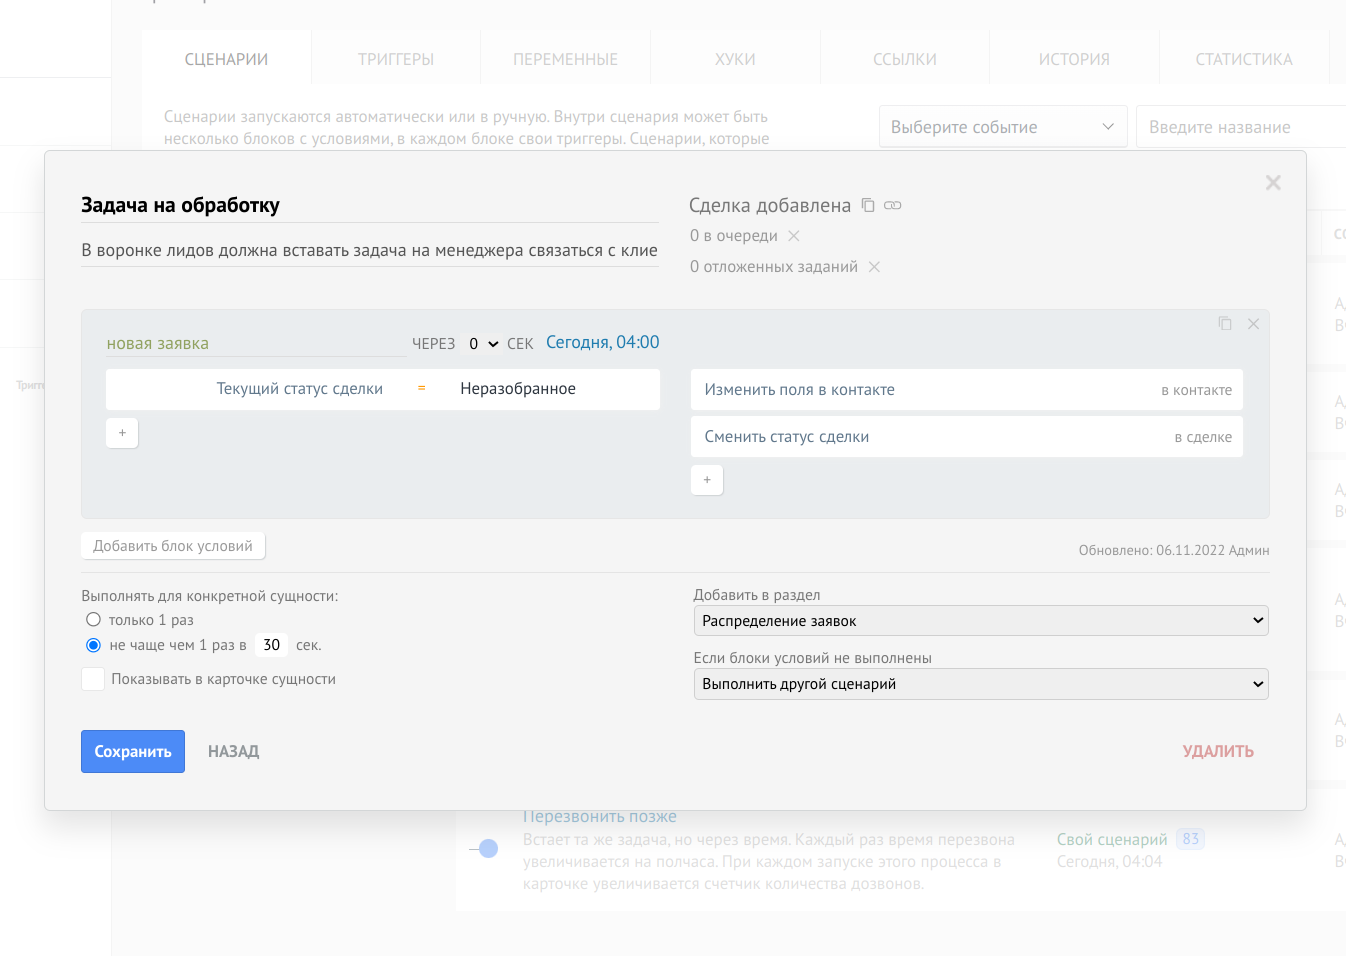 СЦЕНАРИИ
ТРИГГЕРЫ
ПЕРЕМЕННЫЕ
ХУКИ
ССЫЛКИ
ИСТОРИЯ
СТАТИСТИКА
Сценарии запускаются автоматически или в ручную. Внутри сценария может быть
несколько блоков с условиями, в каждом блоке свои триггеры. Сценарии, которые
Выберите событие
Введите название
Задача на обработку
В воронке лидов должна вставать задача на менеджера связаться с клие
Сделка добавлена
0 в очереди
0 отложенных заданий
новая заявка
ЧЕРЕЗ 0 СЕК Сегодня, 04:00
Текущий статус сделки = Неразобранное
+
Изменить поля в контакте в контакте
Сменить статус сделки в сделке
+
Добавить блок условий
Обновлено: 06.11.2022 Админ
Выполнять для конкретной сущности:
только 1 раз
не чаще чем 1 раз в 30 сек.
Показывать в карточке сущности
Добавить в раздел
Распределение заявок
Если блоки условий не выполнены
Выполнить другой сценарий
Сохранить
НАЗАД
УДАЛИТЬ
Перезвонить позже
Встает та же задача, но через время. Каждый раз время перезвона
увеличивается на полчаса. При каждом запуске этого процесса в
карточке увеличивается счетчик количества дозвонов.
Свой сценарий 83
Сегодня, 04:04